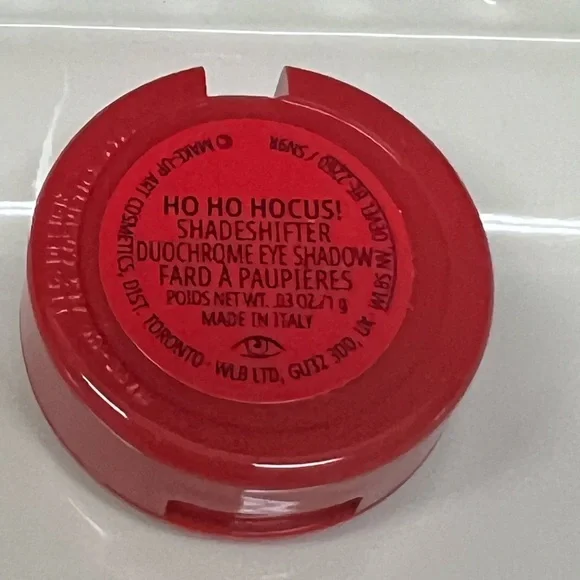 HO HO HOCUS!
SHADESHIFTER
DUOCHROME EYE SHADOW
FARD À PAUPIÈRES
POIDS NET WT. .03 OZ./1 g
MADE IN ITALY
© MAKE-UP ART COSMETICS, DIST. TORONTO · WLB LTD, GU32 3DD, UK ·